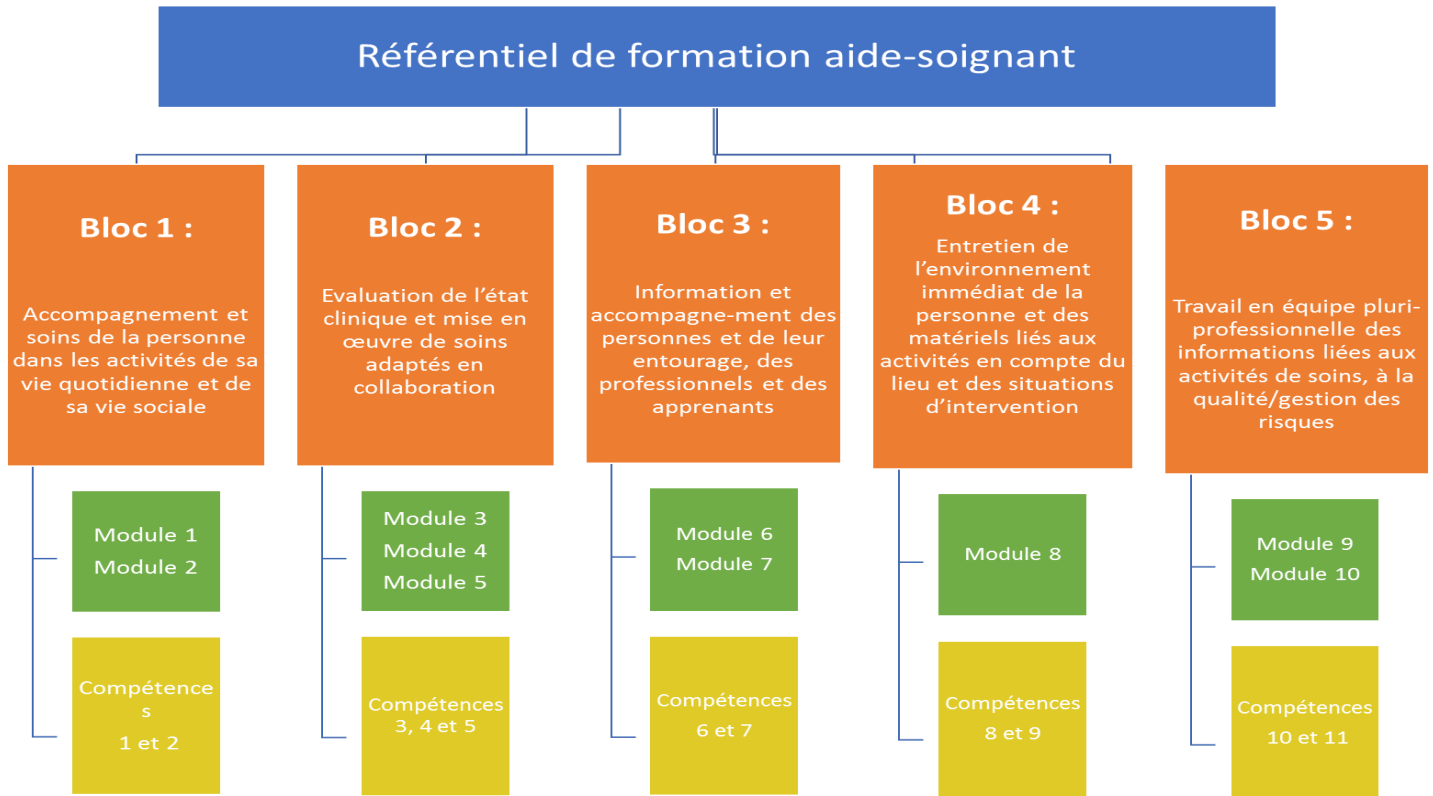 Référentiel de formation aide-soignant
Bloc 1 :
Accompagnement et
soins de la personne
dans les activités de sa
vie quotidienne et de
sa vie sociale
Module 1
Module 2
Compétence
s
1 et 2
Bloc 2 :
Evaluation de l’état
clinique et mise en
œuvre de soins
adaptés en
collaboration
Module 3
Module 4
Module 5
Compétences
3, 4 et 5
Bloc 3 :
Information et
accompagne-ment des
personnes et de leur
entourage, des
professionnels et des
apprenants
Module 6
Module 7
Compétences
6 et 7
Bloc 4 :
Entretien de
l’environnement
immédiat de la
personne et des
matériels liés aux
activités en compte du
lieu et des situations
d’intervention
Module 8
Compétences
8 et 9
Bloc 5 :
Travail en équipe pluri-
professionnelle des
informations liées aux
activités de soins, à la
qualité/gestion des
risques
Module 9
Module 10
Compétences
10 et 11